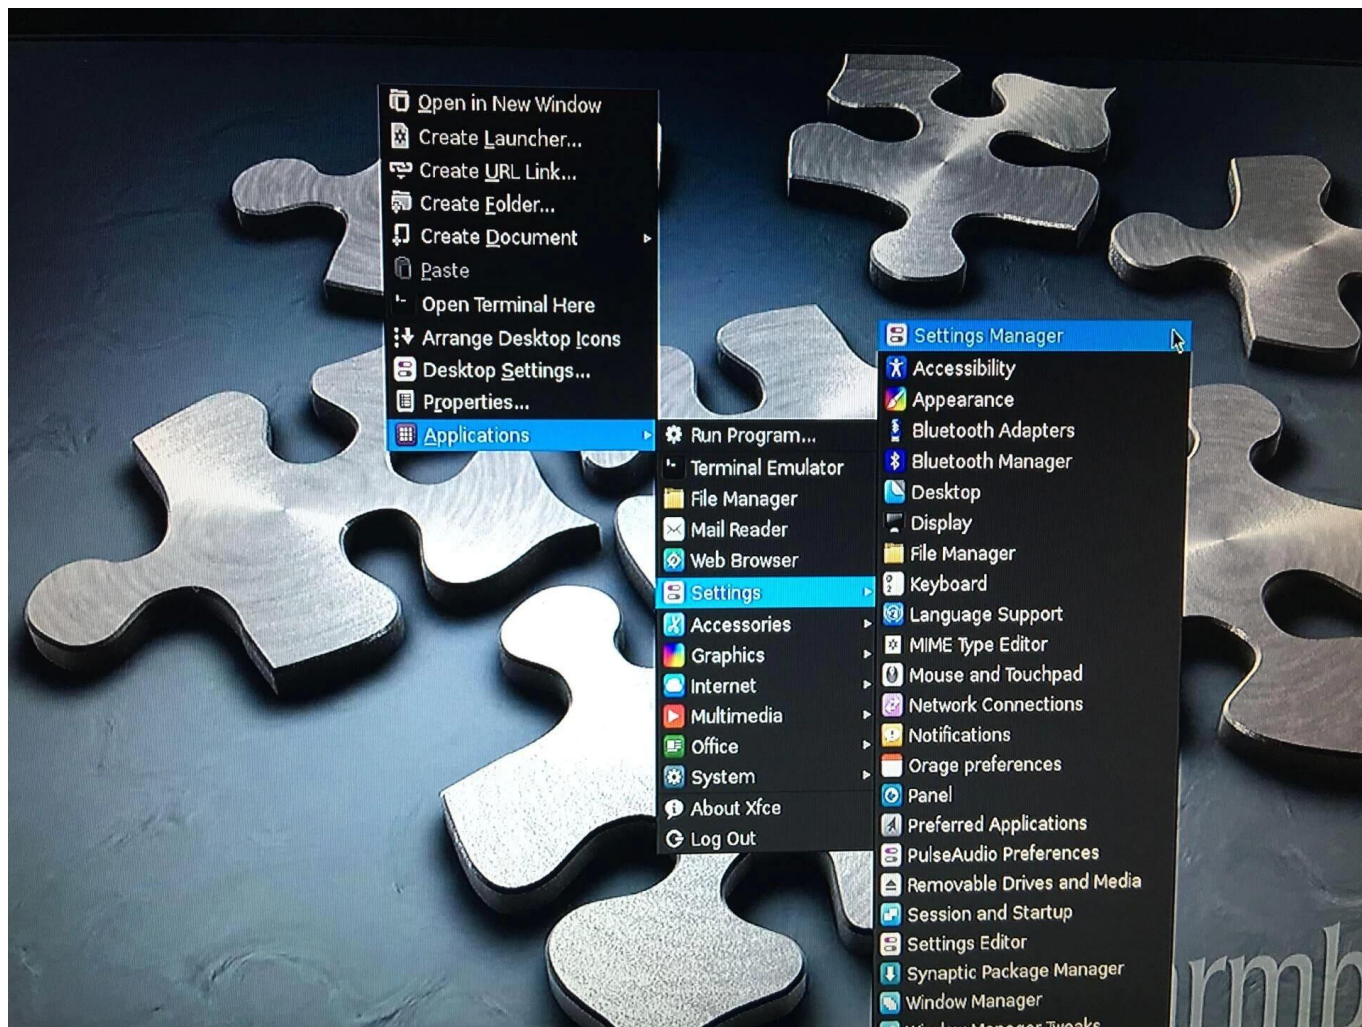 Open in New Window
Create Launcher...
Create URL Link...
Create Folder...
Create Document
Paste
Open Terminal Here
Arrange Desktop Icons
Desktop Settings...
Properties...
Applications
Run Program...
Terminal Emulator
File Manager
Mail Reader
Web Browser
Settings
Accessories
Graphics
Internet
Multimedia
Office
System
About Xfce
Log Out
Settings Manager
Accessibility
Appearance
Bluetooth Adapters
Bluetooth Manager
Desktop
Display
File Manager
Keyboard
Language Support
MIME Type Editor
Mouse and Touchpad
Network Connections
Notifications
Orage preferences
Panel
Preferred Applications
PulseAudio Preferences
Removable Drives and Media
Session and Startup
Settings Editor
Synaptic Package Manager
Window Manager
Window Manager Tweaks